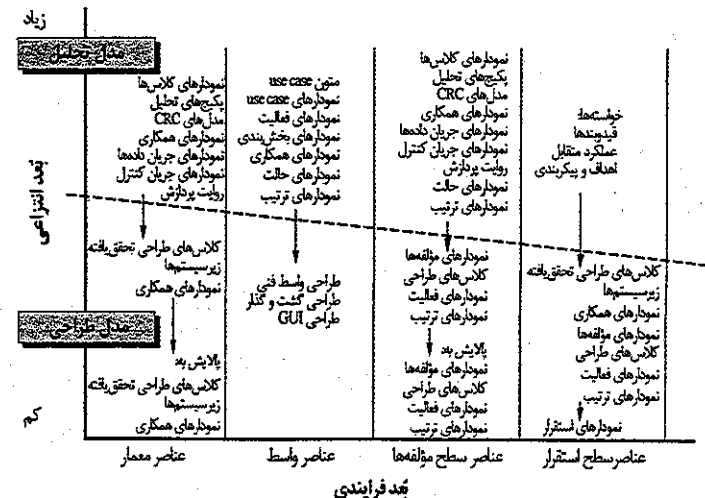 زیاد
مدل تحلیل
بُعد انتزاعی
مدل طراحی
کم
نمودارهای کلاس‌ها
پکیج‌های تحلیل
مدل‌های CRC
نمودارهای همکاری
نمودارهای جریان داده‌ها
نمودارهای جریان کنترل
روایت پردازش
کلاس‌های طراحی تحقق‌یافته
زیرسیستم‌ها
نمودارهای همکاری
پالایش به:
کلاس‌های طراحی تحقق‌یافته
زیرسیستم‌ها
نمودارهای همکاری
عناصر معمار
متون use case
نمودارهای use case
نمودارهای فعالیت
نمودارهای بخش‌بندی
نمودارهای همکاری
نمودارهای حالت
نمودارهای ترتیب
طراحی واسط فنی
طراحی گشت و گذار
طراحی GUI
عناصر واسط
نمودارهای کلاس‌ها
پکیج‌های تحلیل
مدل‌های CRC
نمودارهای همکاری
نمودارهای جریان داده‌ها
نمودارهای جریان کنترل
روایت پردازش
نمودارهای حالت
نمودارهای ترتیب
نمودارهای مؤلفه‌ها
کلاس‌های طراحی
نمودارهای فعالیت
نمودارهای ترتیب
پالایش به:
نمودارهای مؤلفه‌ها
کلاس‌های طراحی
نمودارهای فعالیت
نمودارهای ترتیب
عناصر سطح مؤلفه‌ها
خواسته‌ها:
قیدوبندها
عملکرد متقابل
اهداف و پیکربندی
کلاس‌های طراحی تحقق‌یافته
زیرسیستم‌ها
نمودارهای همکاری
نمودارهای مؤلفه‌ها
کلاس‌های طراحی
نمودارهای فعالیت
نمودارهای ترتیب
نمودارهای استقرار
عناصر سطح استقرار
بُعد فرایندی